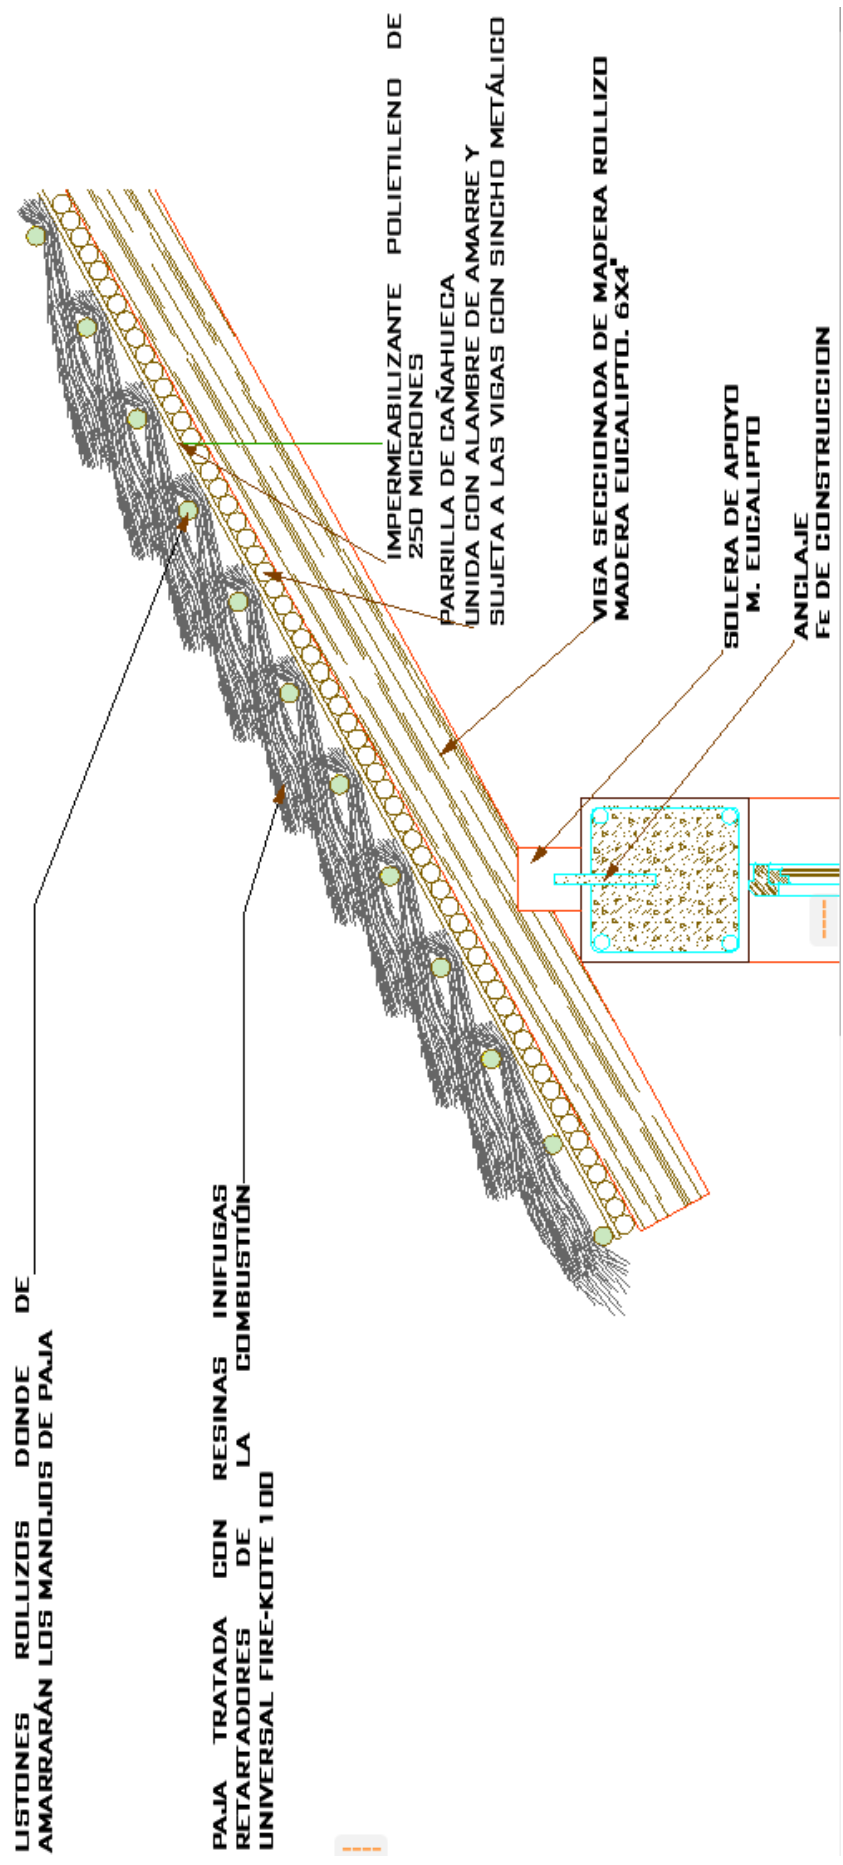 LISTONES ROLLIZOS DONDE DE
AMARRARÁN LOS MANOJOS DE PAJA
PAJA TRATADA CON RESINAS INIFUGAS
RETARTADORES DE LA COMBUSTIÓN
UNIVERSAL FIRE-KOTE 100
IMPERMEABILIZANTE POLIETILENO DE
250 MICRONES
PARRILLA DE CAÑAHUECA
UNIDA CON ALAMBRE DE AMARRE Y
SUJETA A LAS VIGAS CON SINCHO METÁLICO
VIGA SECCIONADA DE MADERA ROLLIZO
MADERA EUCALIPTO. 6X4"
SOLERA DE APOYO
M. EUCALIPTO
ANCLAJE
Fe DE CONSTRUCCION